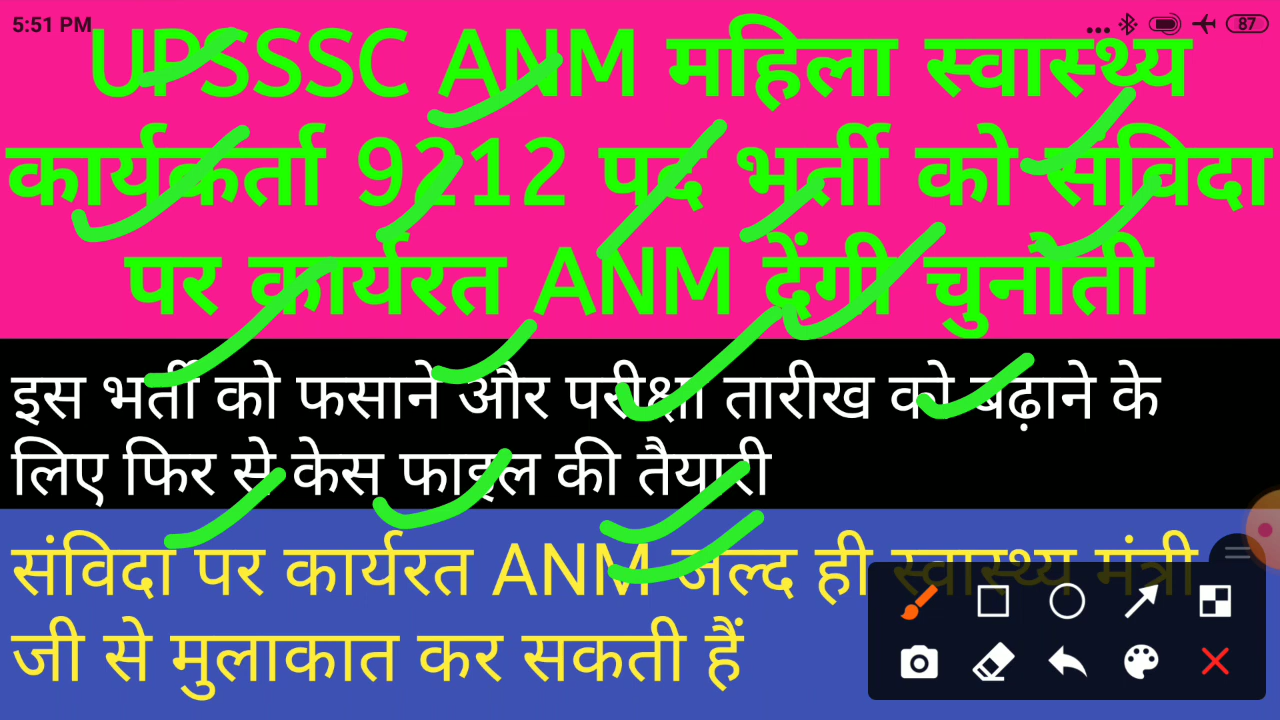 5:51 PM
87
UPSSSC ANM महिला स्वास्थ्य
कार्यकर्ता 9212 पद भर्ती को संविदा
पर कार्यरत ANM देंगी चुनौती
इस भर्ती को फसाने और परीक्षा तारीख को बढ़ाने के
लिए फिर से केस फाइल की तैयारी
संविदा पर कार्यरत ANM जल्द ही स्वास्थ्य मंत्री
जी से मुलाकात कर सकती हैं